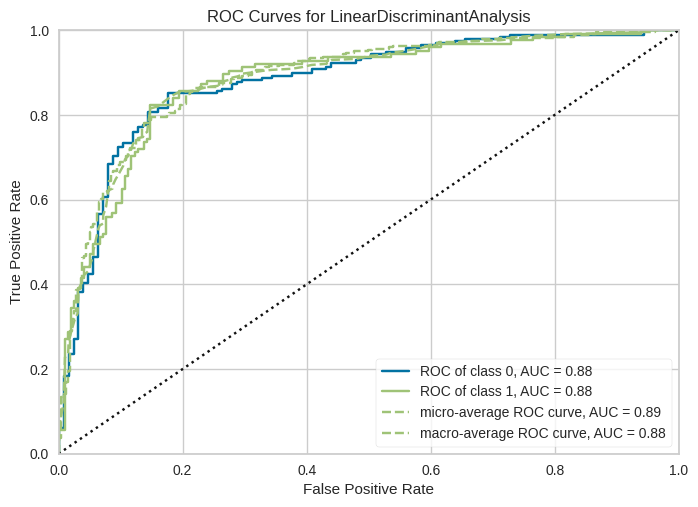 ROC Curves for LinearDiscriminantAnalysis
1.0
0.8
0.6
0.4
0.2
0.0
True Positive Rate
ROC of class 0, AUC = 0.88
ROC of class 1, AUC = 0.88
micro-average ROC curve, AUC = 0.89
macro-average ROC curve, AUC = 0.88
0.0 0.2 0.4 0.6 0.8 1.0
False Positive Rate